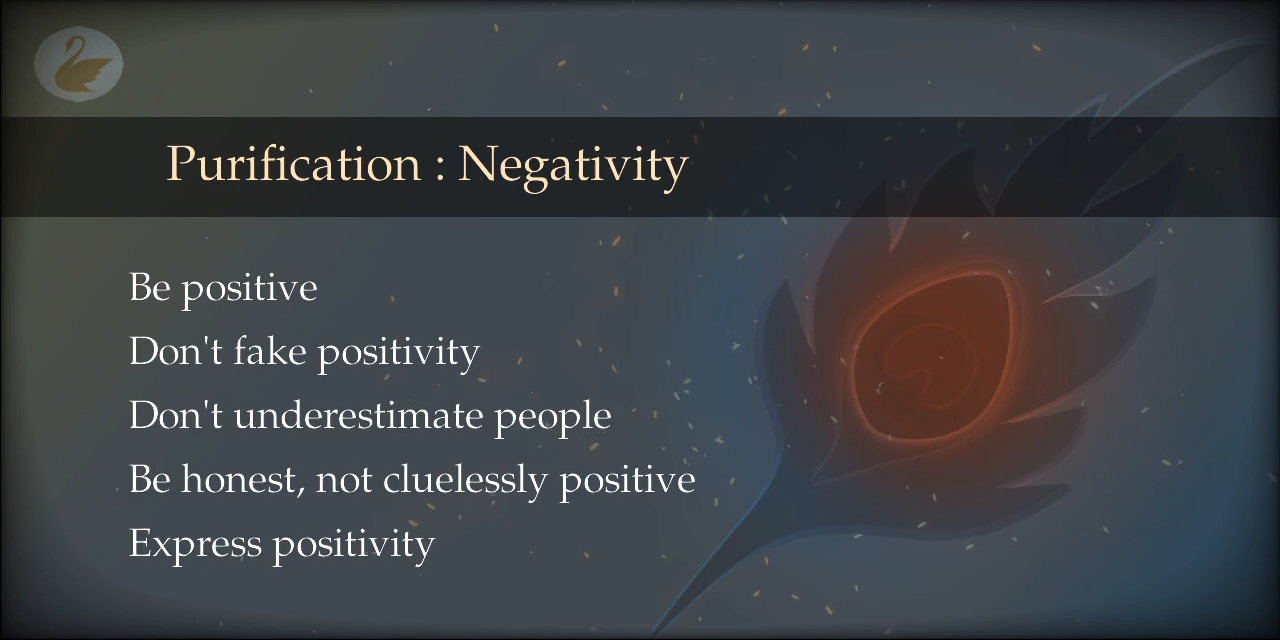 Purification : Negativity
Be positive
Don't fake positivity
Don't underestimate people
Be honest, not cluelessly positive
Express positivity